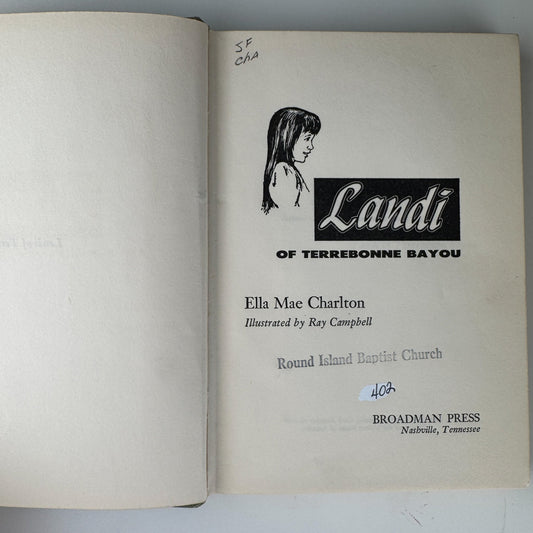 JF
ChA
Landi
OF TERREBONNE BAYOU
Ella Mae Charlton
Illustrated by Ray Campbell
Round Island Baptist Church
402
BROADMAN PRESS
Nashville, Tennessee